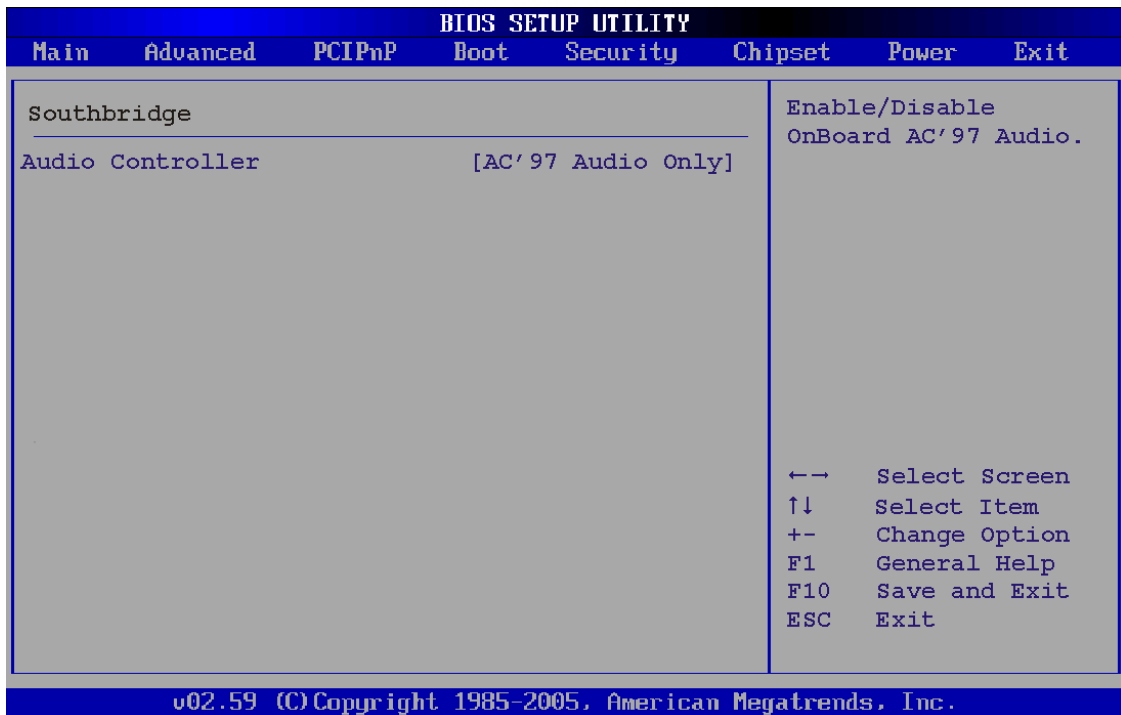 BIOS SETUP UTILITY
Main Advanced PCIPnP Boot Security Chipset Power Exit
Southbridge
Audio Controller [AC'97 Audio Only]
Enable/Disable
OnBoard AC'97 Audio.
←→ Select Screen
↑↓ Select Item
+- Change Option
F1 General Help
F10 Save and Exit
ESC Exit
v02.59 (C)Copyright 1985-2005, American Megatrends, Inc.